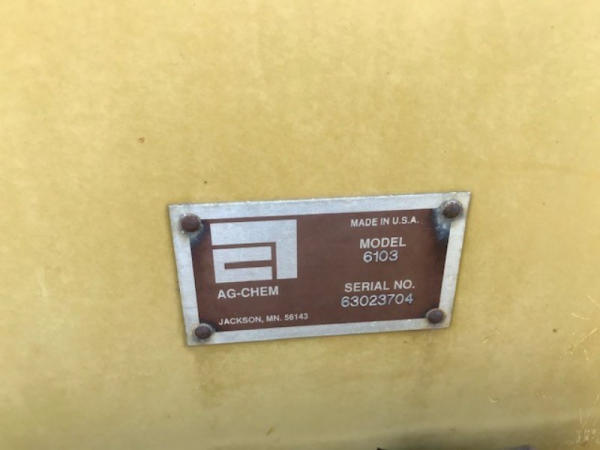 MADE IN U.S.A.
MODEL
6103
AG-CHEM
SERIAL NO.
63023704
JACKSON, MN. 56143